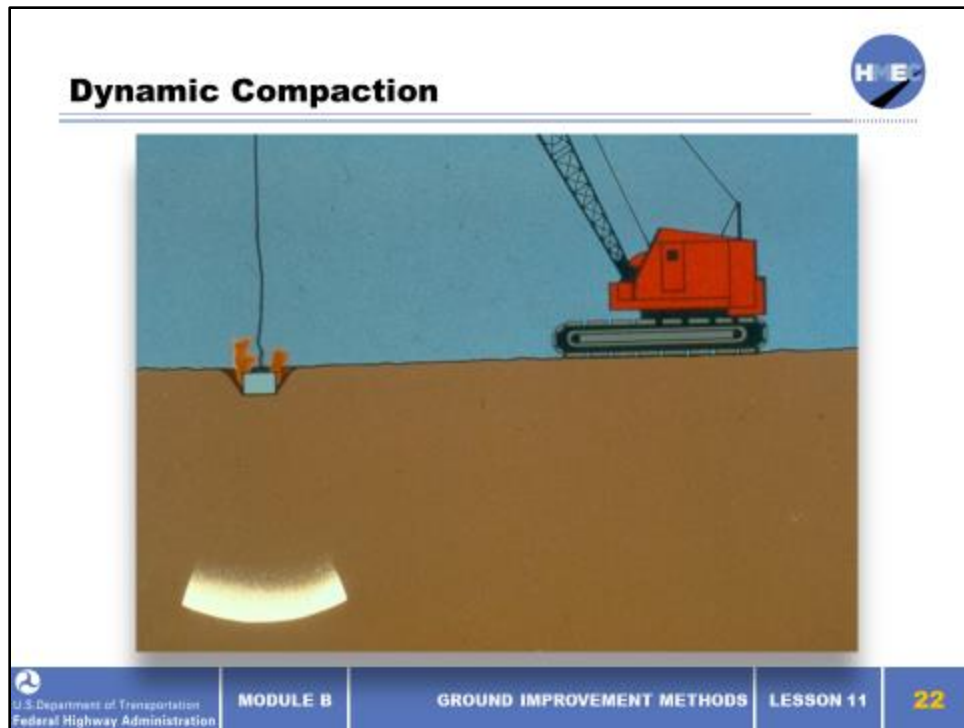 Dynamic Compaction
HMEC
U.S.Department of Transportation
Federal Highway Administration
MODULE B
GROUND IMPROVEMENT METHODS
LESSON 11
22